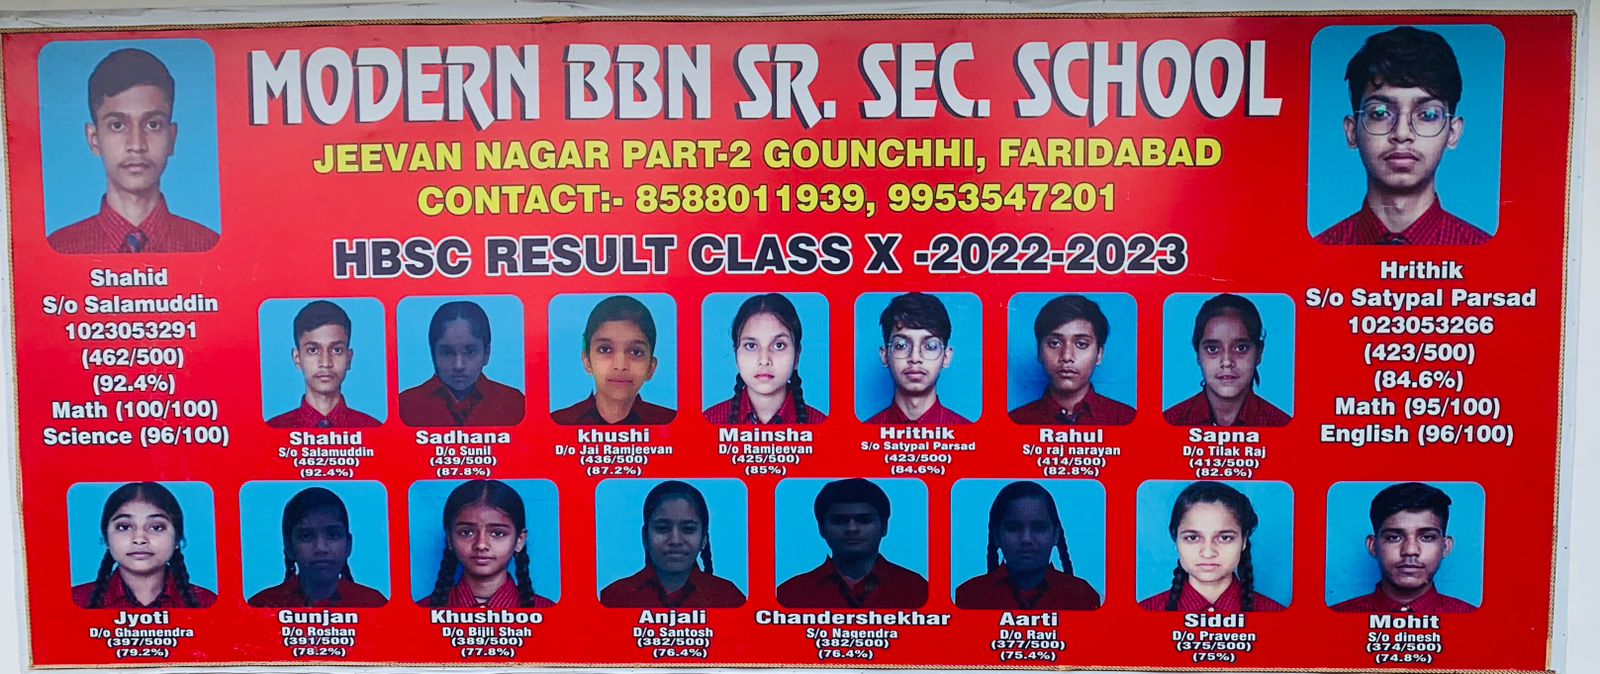 MODERN BBN SR. SEC. SCHOOL
JEEVAN NAGAR PART-2 GOUNCHHI, FARIDABAD
CONTACT:- 8588011939, 9953547201
HBSC RESULT CLASS X -2022-2023
Shahid
S/o Salamuddin
1023053291
(462/500)
(92.4%)
Math (100/100)
Science (96/100)
Hrithik
S/o Satypal Parsad
1023053266
(423/500)
(84.6%)
Math (95/100)
English (96/100)
Shahid
S/o Salamuddin
(462/500)
(92.4%)
Sadhana
D/o Sunil
(439/500)
(87.8%)
khushi
D/o Jai Ramjeevan
(436/500)
(87.2%)
Mainsha
D/o Ramjeevan
(425/500)
(85%)
Hrithik
S/o Satypal Parsad
(423/500)
(84.6%)
Rahul
S/o raj narayan
(414/500)
(82.8%)
Sapna
D/o Tilak Raj
(413/500)
(82.6%)
Jyoti
D/o Ghannendra
(397/500)
(79.2%)
Gunjan
D/o Roshan
(391/500)
(78.2%)
Khushboo
D/o Bijli Shah
(389/500)
(77.8%)
Anjali
D/o Santosh
(382/500)
(76.4%)
Chandershekhar
S/o Nagendra
(382/500)
(76.4%)
Aarti
D/o Ravi
(377/500)
(75.4%)
Siddi
D/o Praveen
(375/500)
(75%)
Mohit
S/o dinesh
(374/500)
(74.8%)